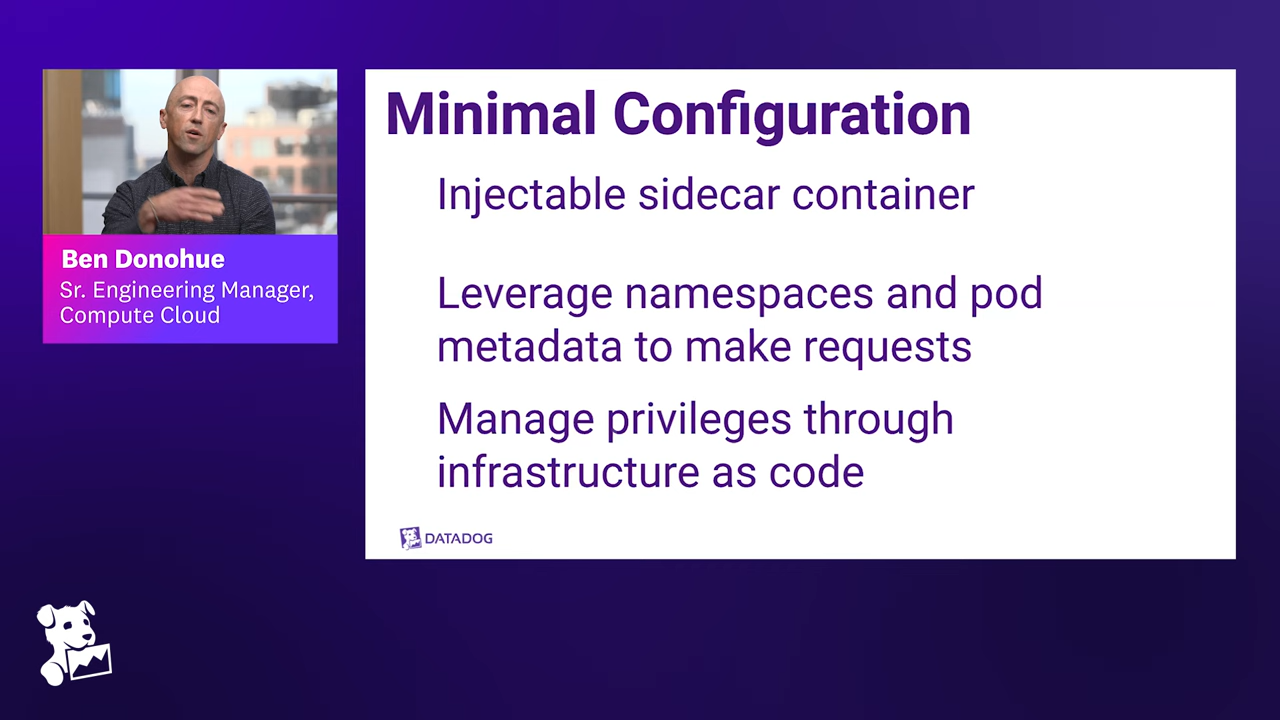 Ben Donohue
Sr. Engineering Manager,
Compute Cloud
Minimal Configuration
Injectable sidecar container
Leverage namespaces and pod
metadata to make requests
Manage privileges through
infrastructure as code
DATADOG